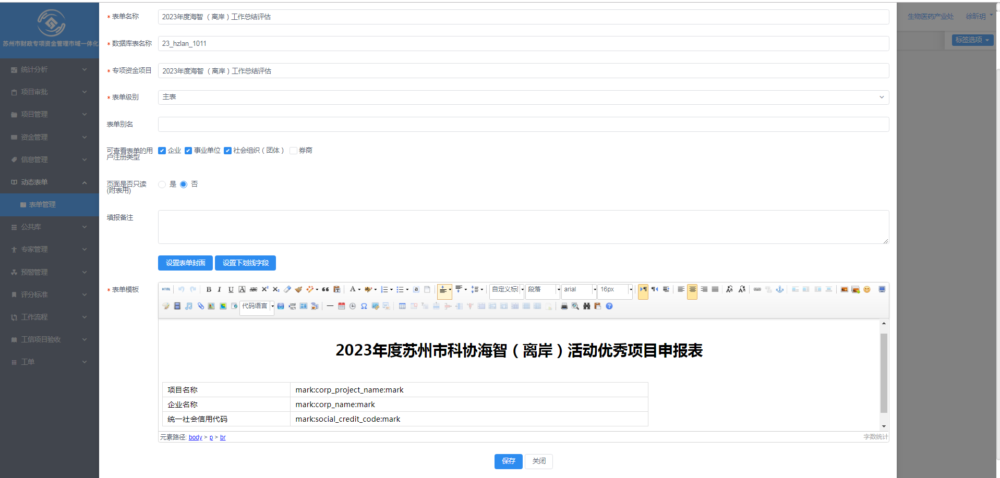 苏州市财政专项资金管理市域一体化
统计分析
项目审批
项目管理
资金管理
信息管理
动态表单
表单管理
公共库
专家管理
预警管理
评分标准
工作流程
工信项目验收
工单
生物医药产业处 徐昕玥
标签选项
* 表单名称 2023年度海智（离岸）工作总结评估
* 数据库表名称 23_hzlan_1011
* 专项资金项目 2023年度海智（离岸）工作总结评估
* 表单级别 主表
表单别名
可查看表单的用
户注册类型
企业 事业单位 社会组织（团体） 券商
页面是否只读
(附表用)
是 否
填报备注
设置表单封面 设置下划线字段
* 表单模板
HTML B I U A ABC X² X₂ A ab 自定义标 段落 arial 16px
代码语言
2023年度苏州市科协海智（离岸）活动优秀项目申报表
项目名称 mark:corp_project_name:mark
企业名称 mark:corp_name:mark
统一社会信用代码 mark:social_credit_code:mark
元素路径: body > p > br 字数统计
保存 关闭